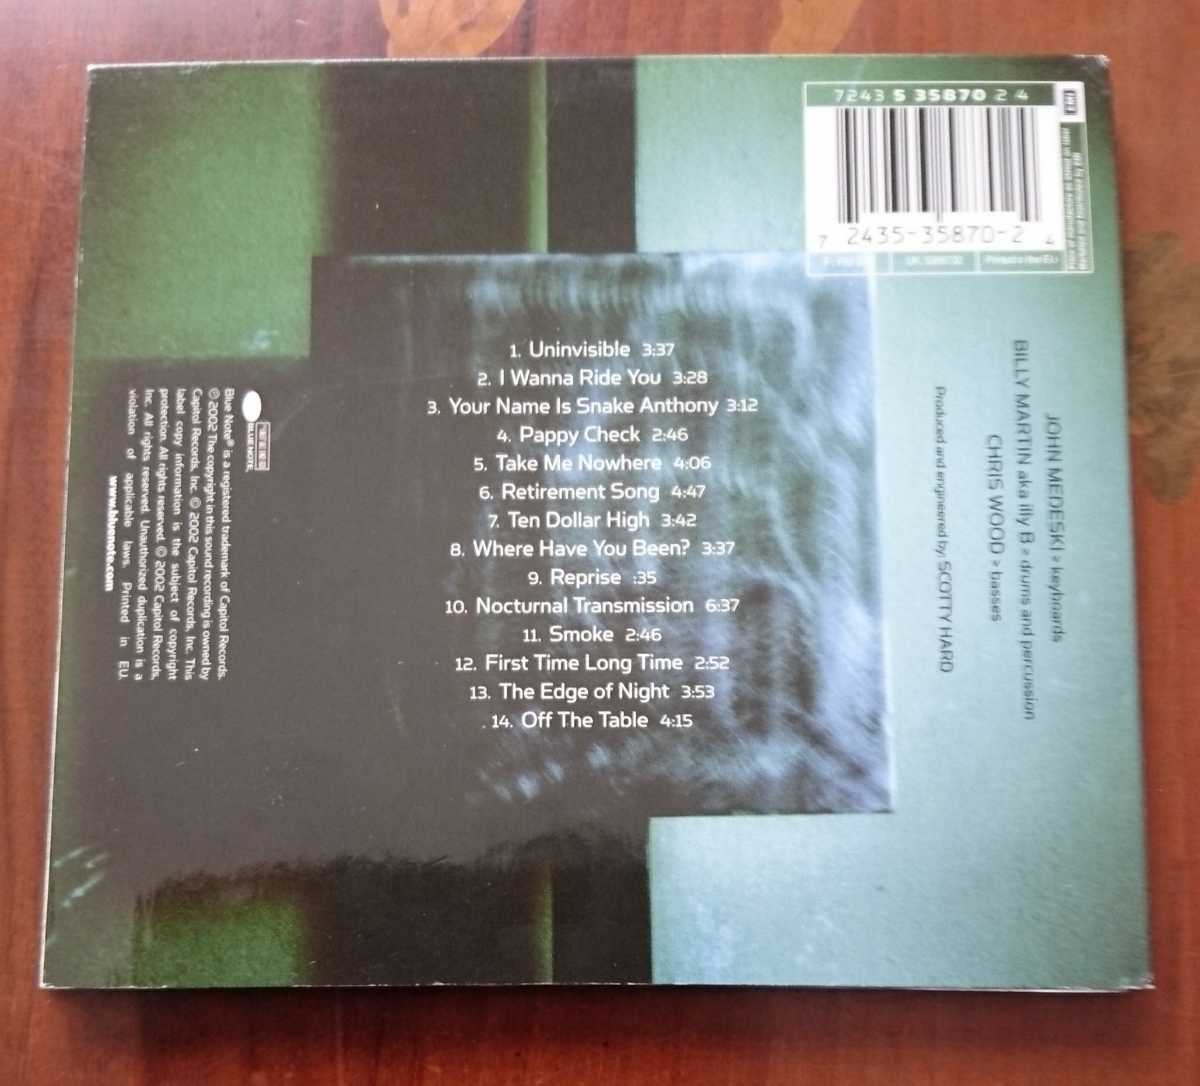 7243 5 35870 2 4
7 2435-35870-2 4
EMI
Printed in the EU
1. Uninvisible 3:37
2. I Wanna Ride You 3:28
3. Your Name Is Snake Anthony 3:12
4. Pappy Check 2:46
5. Take Me Nowhere 4:06
6. Retirement Song 4:47
7. Ten Dollar High 3:42
8. Where Have You Been? 3:37
9. Reprise :35
10. Nocturnal Transmission 6:37
11. Smoke 2:46
12. First Time Long Time 2:52
13. The Edge of Night 3:53
14. Off The Table 4:15
JOHN MEDESKI > keyboards
BILLY MARTIN aka illy B > drums and percussion
CHRIS WOOD > basses
Produced and engineered by: SCOTTY HARD
BLUE NOTE
Blue Note® is a registered trademark of Capitol Records.
℗ 2002 The copyright in this sound recording is owned by
Capitol Records, Inc. © 2002 Capitol Records, Inc. This
label copy information is the subject of copyright
protection. All rights reserved. © 2002 Capitol Records,
Inc. All rights reserved. Unauthorized duplication is a
violation of applicable laws. Printed in EU.
www.bluenote.com